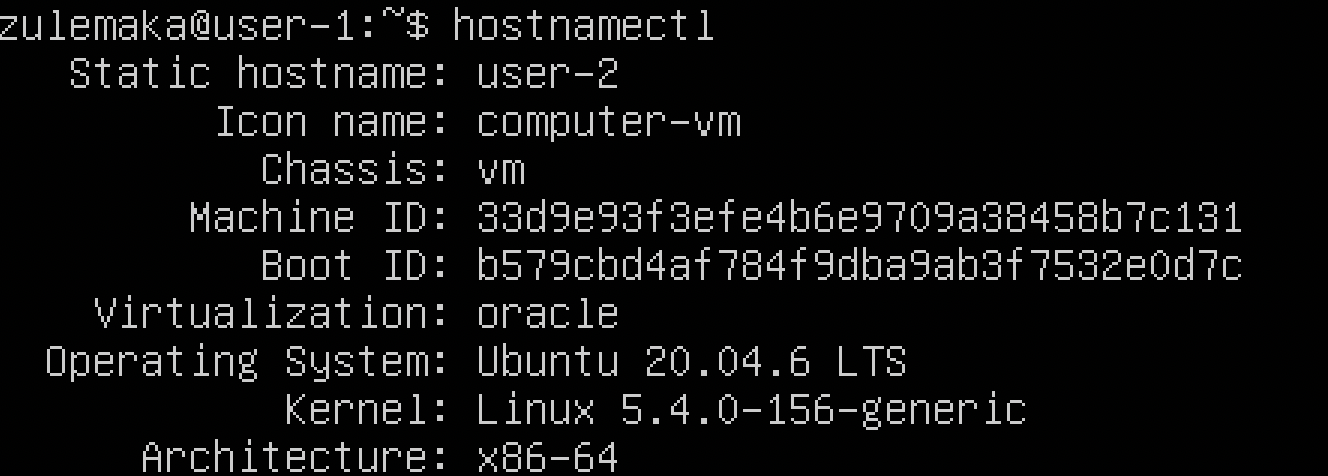 zulemaka@user-1:~$ hostnamectl
Static hostname: user-2
Icon name: computer-vm
Chassis: vm
Machine ID: 33d9e93f3efe4b6e9709a38458b7c131
Boot ID: b579cbd4af784f9dba9ab3f7532e0d7c
Virtualization: oracle
Operating System: Ubuntu 20.04.6 LTS
Kernel: Linux 5.4.0-156-generic
Architecture: x86-64